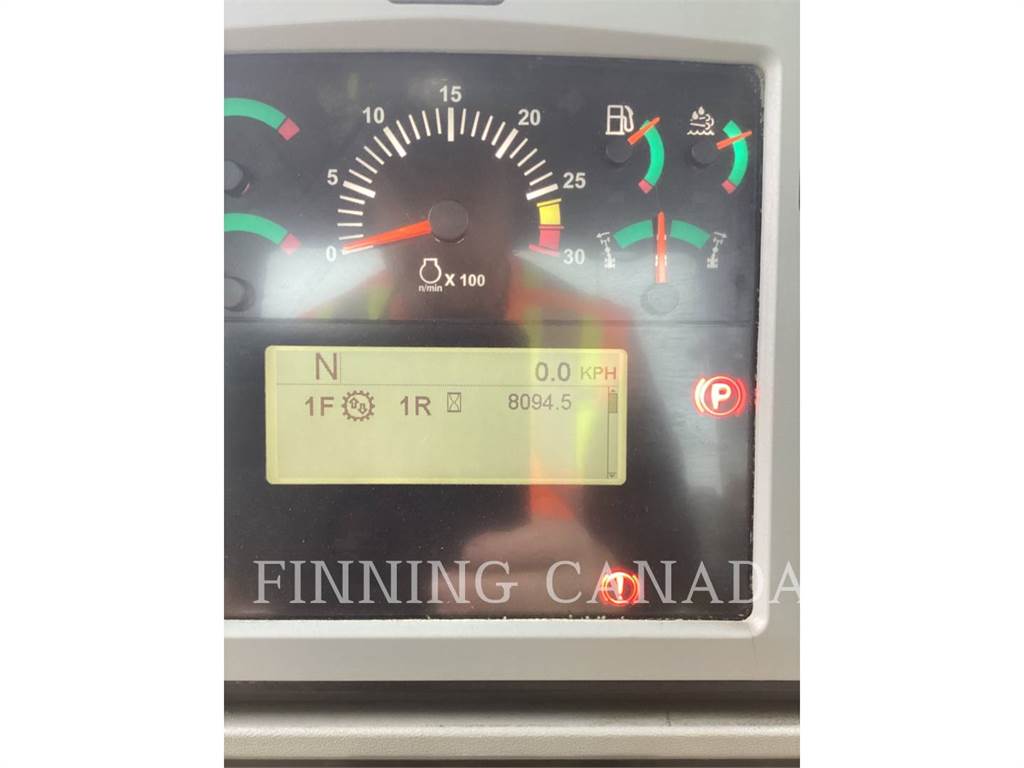 15
10 20
5 25
0 30
n/min X 100
N 0.0 KPH
1F 1R 8094.5
P
!
FINNING CANADA